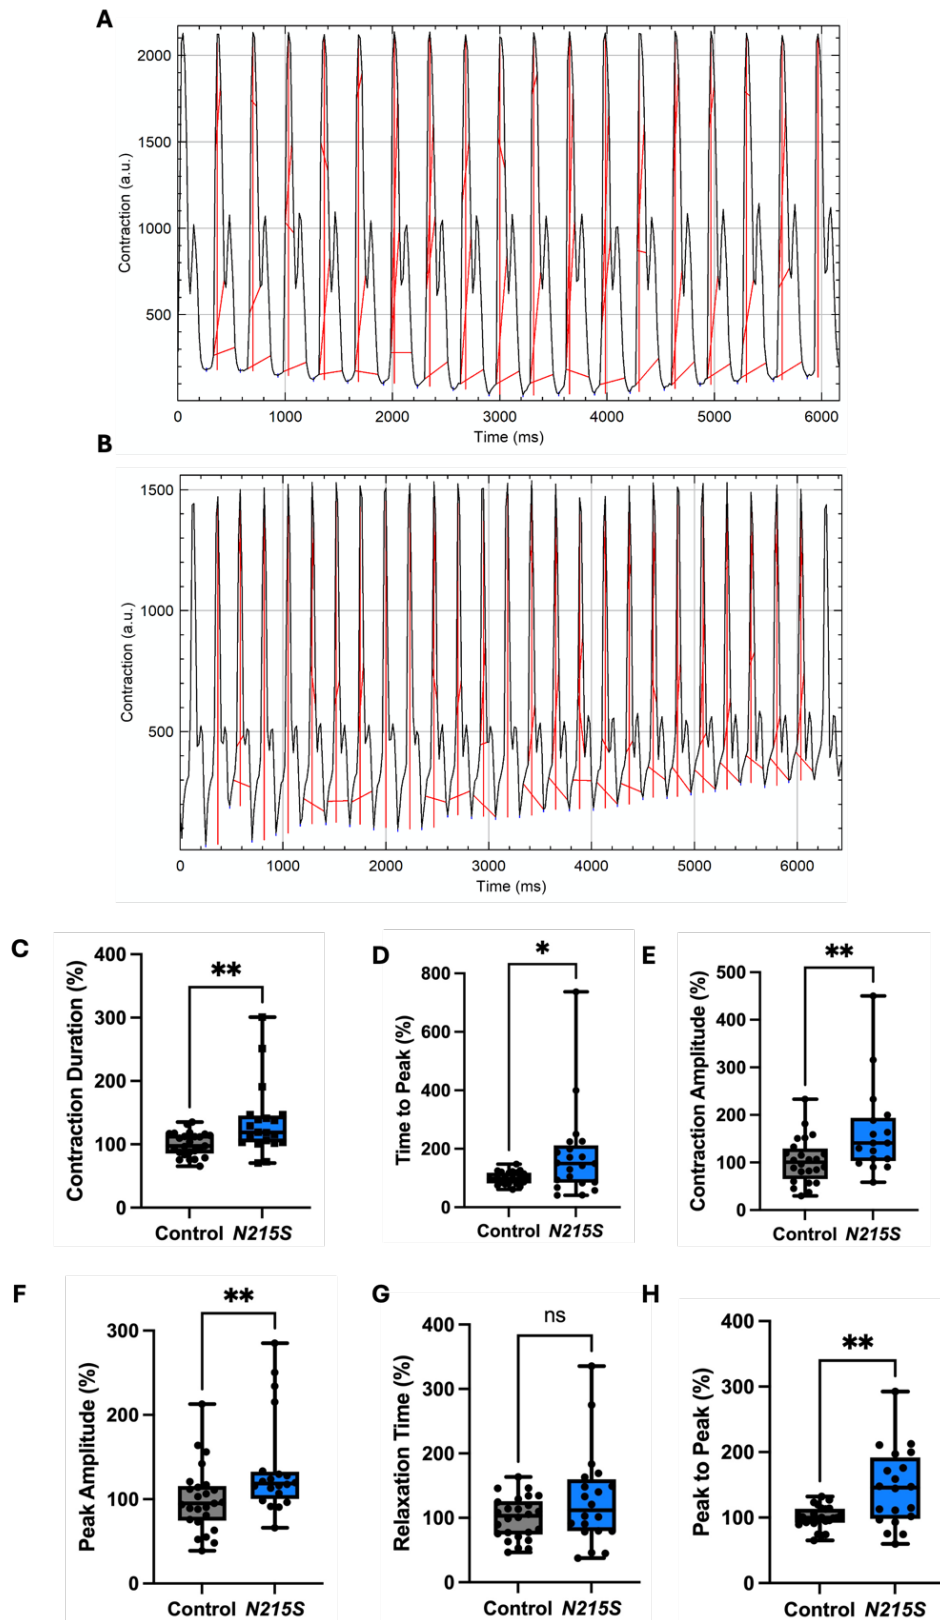 A
Contraction (a.u.)
2000
1500
1000
500
0 1000 2000 3000 4000 5000 6000
Time (ms)
B
Contraction (a.u.)
1500
1000
500
0 1000 2000 3000 4000 5000 6000
Time (ms)
C
Contraction Duration (%)
400
300
200
100
0
**
Control N215S
D
Time to Peak (%)
800
600
400
200
0
*
Control N215S
E
Contraction Amplitude (%)
500
400
300
200
100
0
**
Control N215S
F
Peak Amplitude (%)
300
200
100
0
**
Control N215S
G
Relaxation Time (%)
400
300
200
100
0
ns
Control N215S
H
Peak to Peak (%)
400
300
200
100
0
**
Control N215S